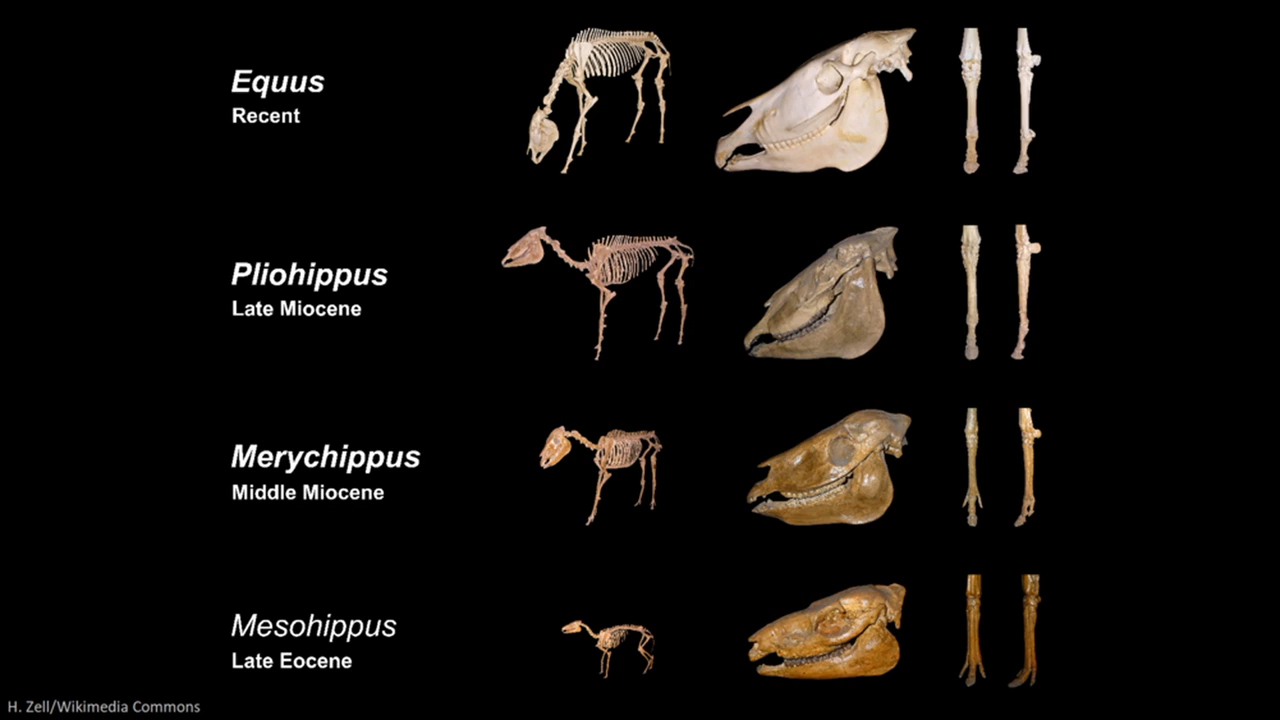 Equus
Recent
Pliohippus
Late Miocene
Merychippus
Middle Miocene
Mesohippus
Late Eocene
H. Zell/Wikimedia Commons